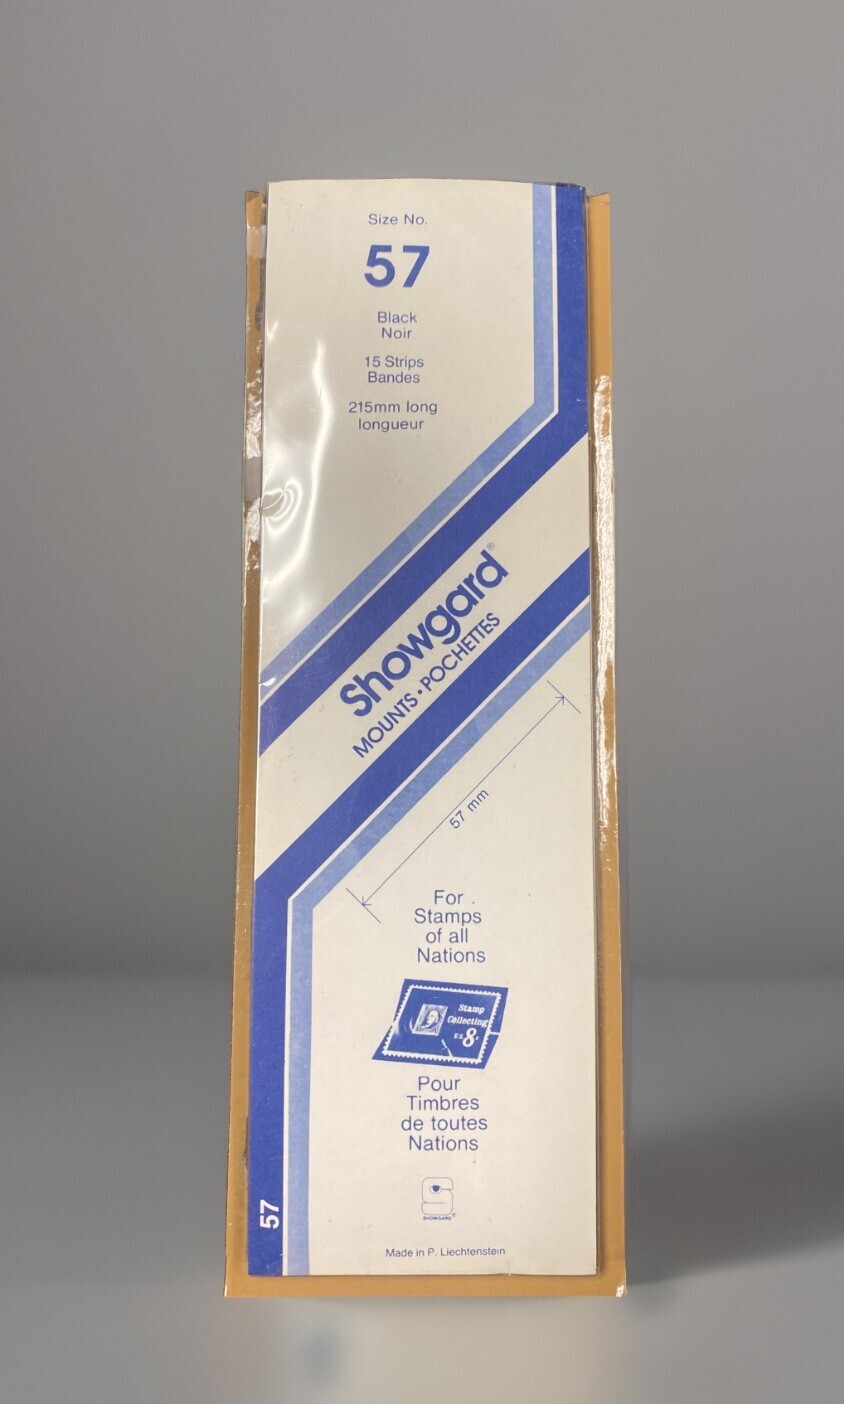 Size No.
57
Black
Noir
15 Strips
Bandes
215mm long
longueur
Showgard®
MOUNTS • POCHETTES
57 mm
For
Stamps
of all
Nations
Stamp
Collecting
U.S. 8c
Pour
Timbres
de toutes
Nations
SHOWGARD®
57
Made in P. Liechtenstein